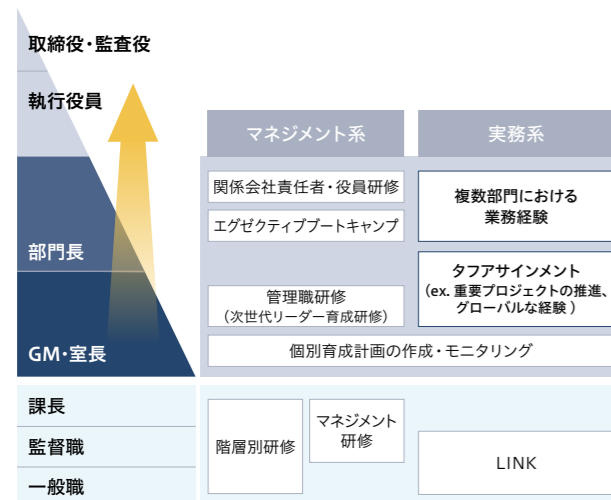 取締役・監査役
執行役員
部門長
GM・室長
課長
監督職
一般職
マネジメント系
実務系
関係会社責任者・役員研修
エグゼクティブブートキャンプ
管理職研修
(次世代リーダー育成研修)
複数部門における
業務経験
タフアサインメント
(ex. 重要プロジェクトの推進、
グローバルな経験 )
個別育成計画の作成・モニタリング
階層別研修
マネジメント
研修
LINK